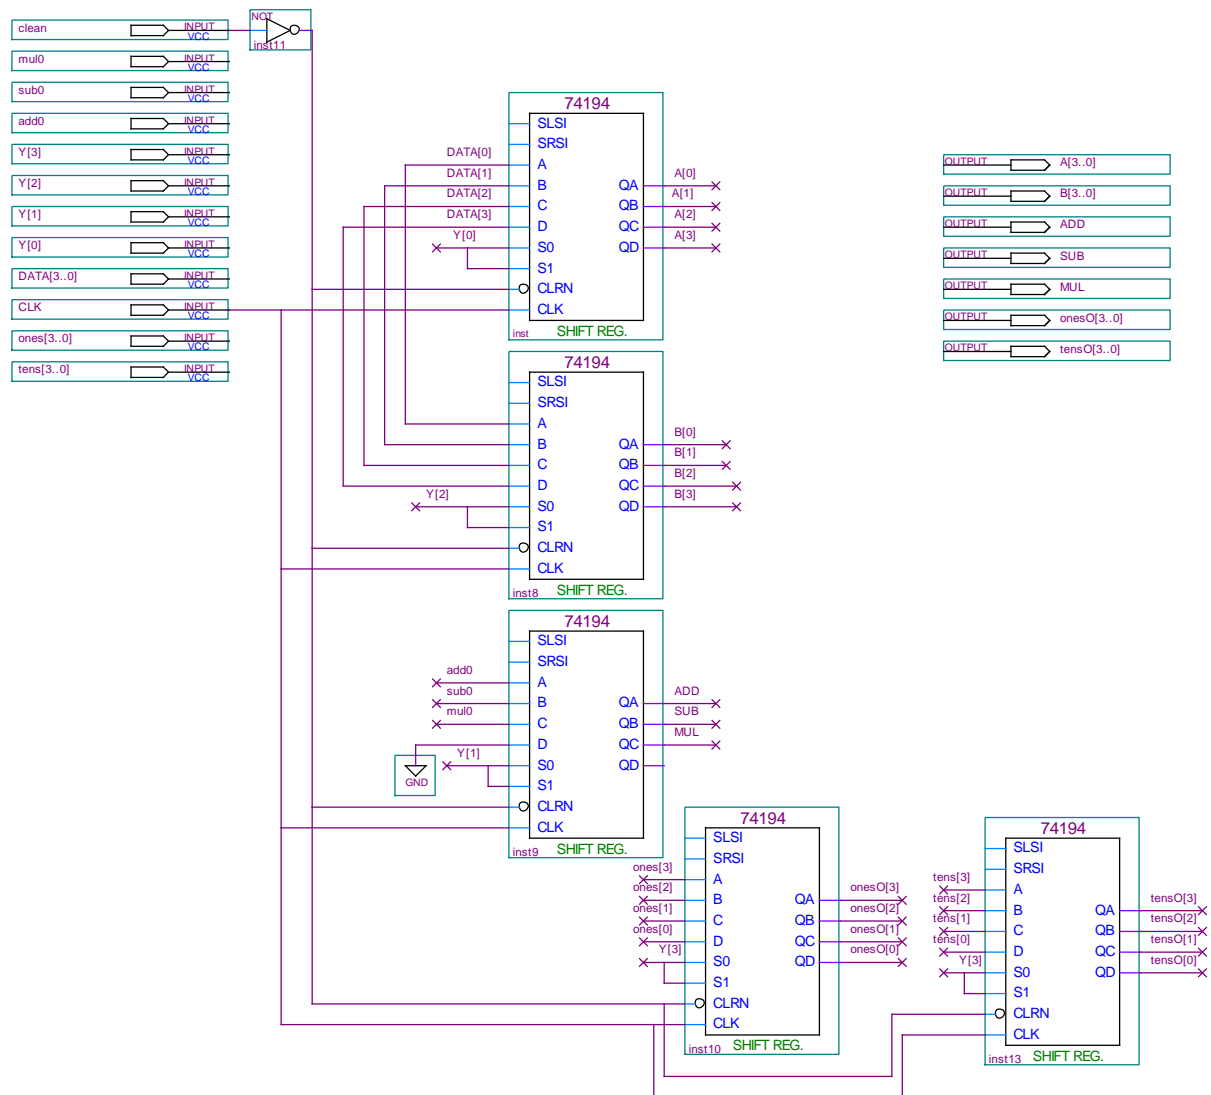 clean INPUT VCC
NOT
inst11
mul0 INPUT VCC
sub0 INPUT VCC
add0 INPUT VCC
Y[3] INPUT VCC
Y[2] INPUT VCC
Y[1] INPUT VCC
Y[0] INPUT VCC
DATA[3..0] INPUT VCC
CLK INPUT VCC
ones[3..0] INPUT VCC
tens[3..0] INPUT VCC
74194
SLSI
SRSI
DATA[0] A
DATA[1] B QA A[0]
DATA[2] C QB A[1]
DATA[3] D QC A[2]
Y[0] S0 QD A[3]
S1
CLRN
CLK
inst SHIFT REG.
OUTPUT A[3..0]
OUTPUT B[3..0]
OUTPUT ADD
OUTPUT SUB
OUTPUT MUL
OUTPUT onesO[3..0]
OUTPUT tensO[3..0]
74194
SLSI
SRSI
A
B QA B[0]
C QB B[1]
D QC B[2]
Y[2] S0 QD B[3]
S1
CLRN
CLK
inst8 SHIFT REG.
74194
SLSI
SRSI
add0 A
sub0 B QA ADD
mul0 C QB SUB
D QC MUL
GND
Y[1] S0 QD
S1
CLRN
CLK
inst9 SHIFT REG.
74194
SLSI
SRSI
ones[3] A
ones[2] B QA onesO[3]
ones[1] C QB onesO[2]
ones[0] D QC onesO[1]
Y[3] S0 QD onesO[0]
S1
CLRN
CLK
inst10 SHIFT REG.
74194
SLSI
SRSI
tens[3] A
tens[2] B QA tensO[3]
tens[1] C QB tensO[2]
tens[0] D QC tensO[1]
Y[3] S0 QD tensO[0]
S1
CLRN
CLK
inst13 SHIFT REG.